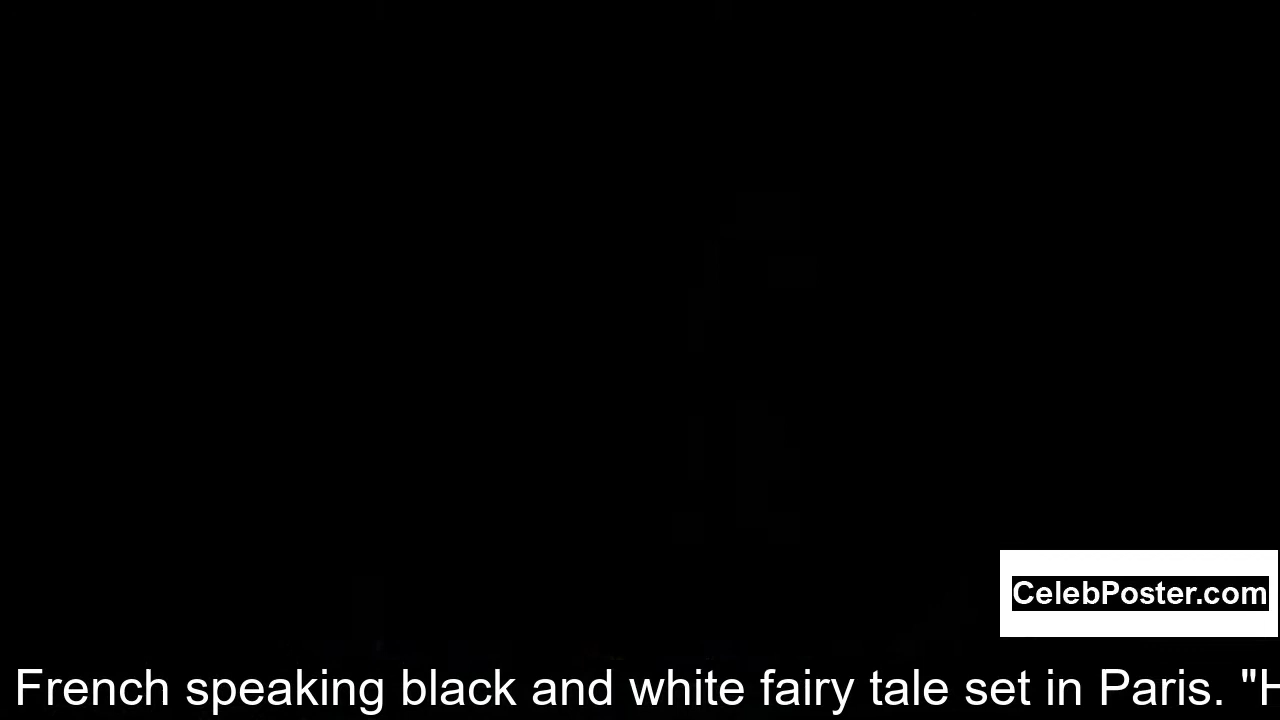 CelebPoster.com
French speaking black and white fairy tale set in Paris. "H